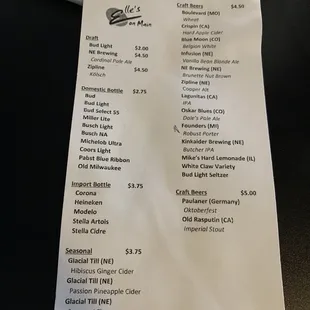 Elle's
on Main
Draft
Bud Light $2.00
NE Brewing $4.50
Cardinal Pale Ale
Zipline $4.50
Kölsch
Domestic Bottle $2.75
Bud
Bud Light
Bud Select 55
Miller Lite
Busch Light
Busch NA
Michelob Ultra
Coors Light
Pabst Blue Ribbon
Old Milwaukee
Import Bottle $3.75
Corona
Heineken
Modelo
Stella Artois
Stella Cidre
Seasonal $3.75
Glacial Till (NE)
Hibiscus Ginger Cider
Glacial Till (NE)
Passion Pineapple Cider
Glacial Till (NE)
Craft Beers $4.50
Boulevard (MO)
Wheat
Crispin (CA)
Hard Apple Cider
Blue Moon (CO)
Belgian White
Infusion (NE)
Vanilla Bean Blonde Ale
NE Brewing (NE)
Brunette Nut Brown
Zipline (NE)
Copper Alt
Lagunitas (CA)
IPA
Oskar Blues (CO)
Dale's Pale Ale
Founders (MI)
Robust Porter
Kinkaider Brewing (NE)
Butcher IPA
Mike's Hard Lemonade (IL)
White Claw Variety
Bud Light Seltzer
Craft Beers $5.00
Paulaner (Germany)
Oktoberfest
Old Rasputin (CA)
Imperial Stout